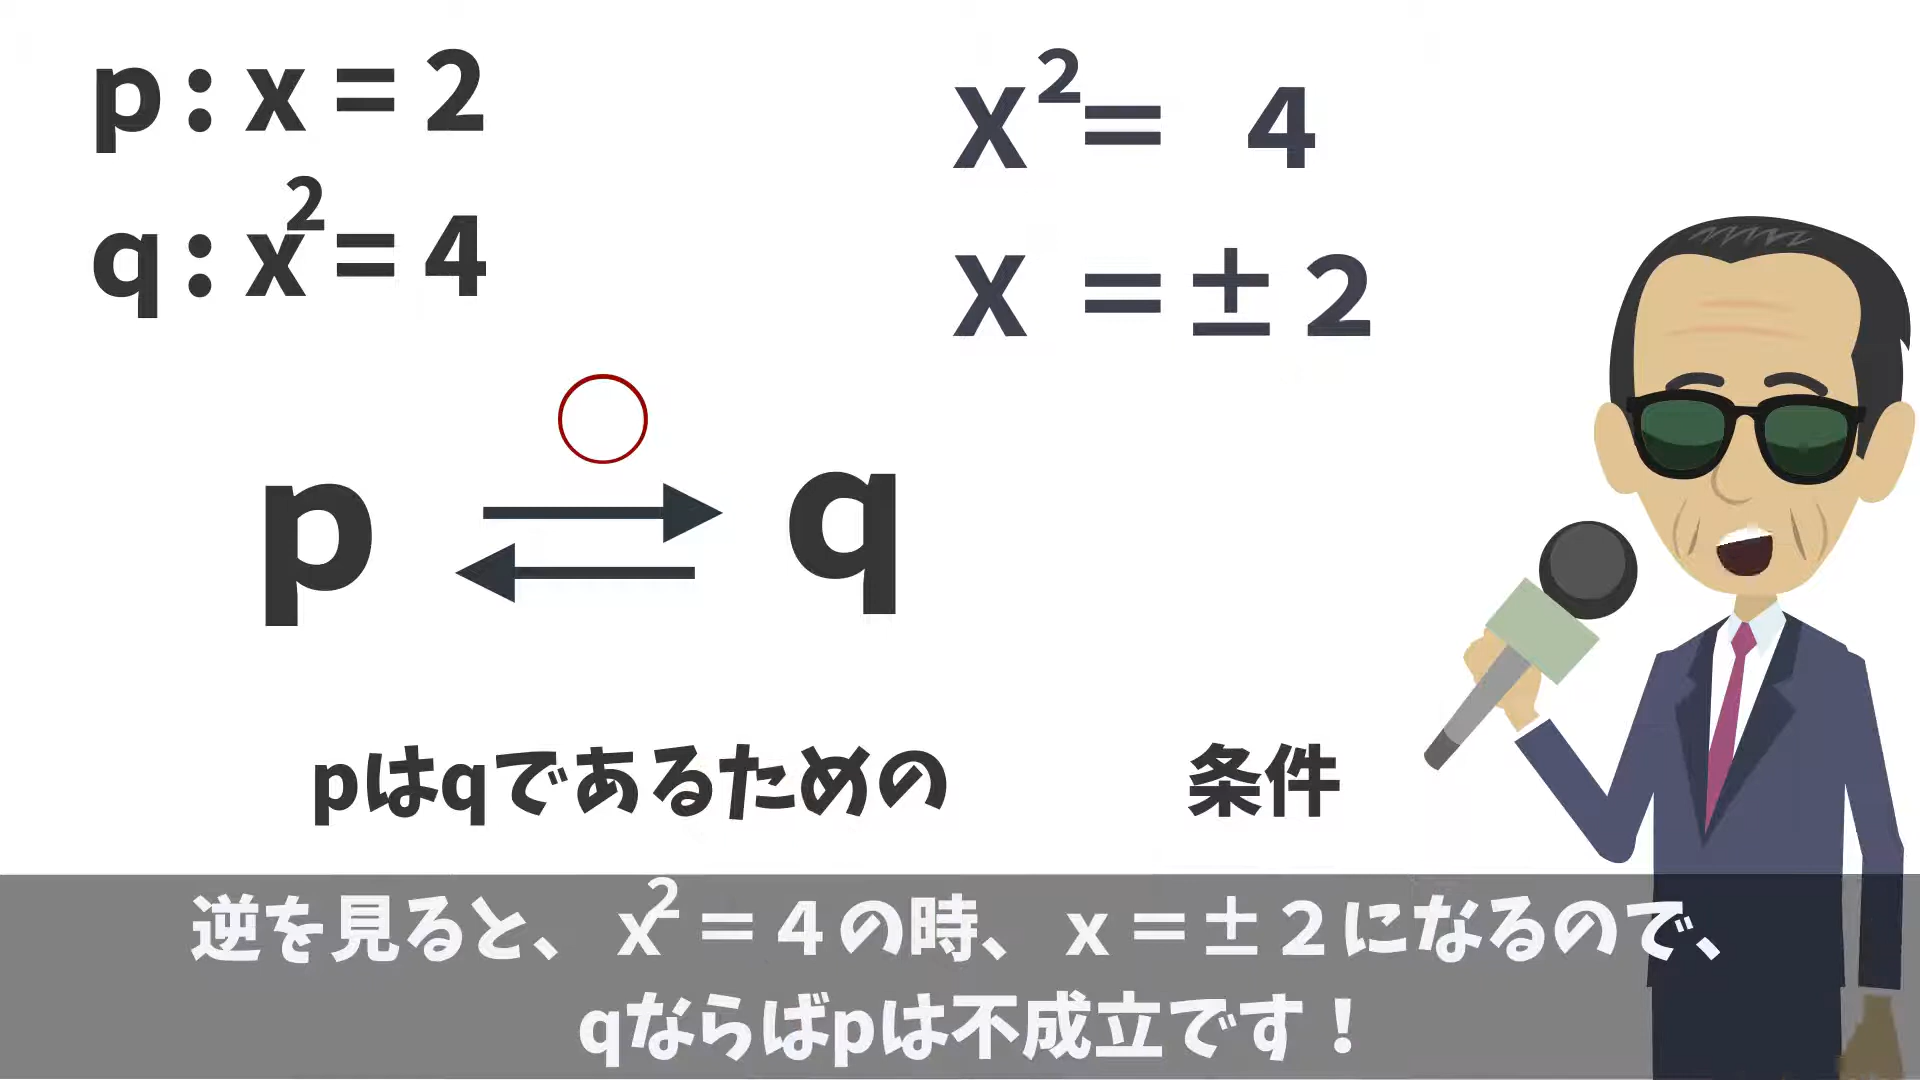 p：x＝2
q：x²＝4
x²＝ 4
x ＝±2
p ⇄ q
pはqであるための 条件
逆を見ると、 x²＝4の時、 x＝±2になるので、
qならばpは不成立です！